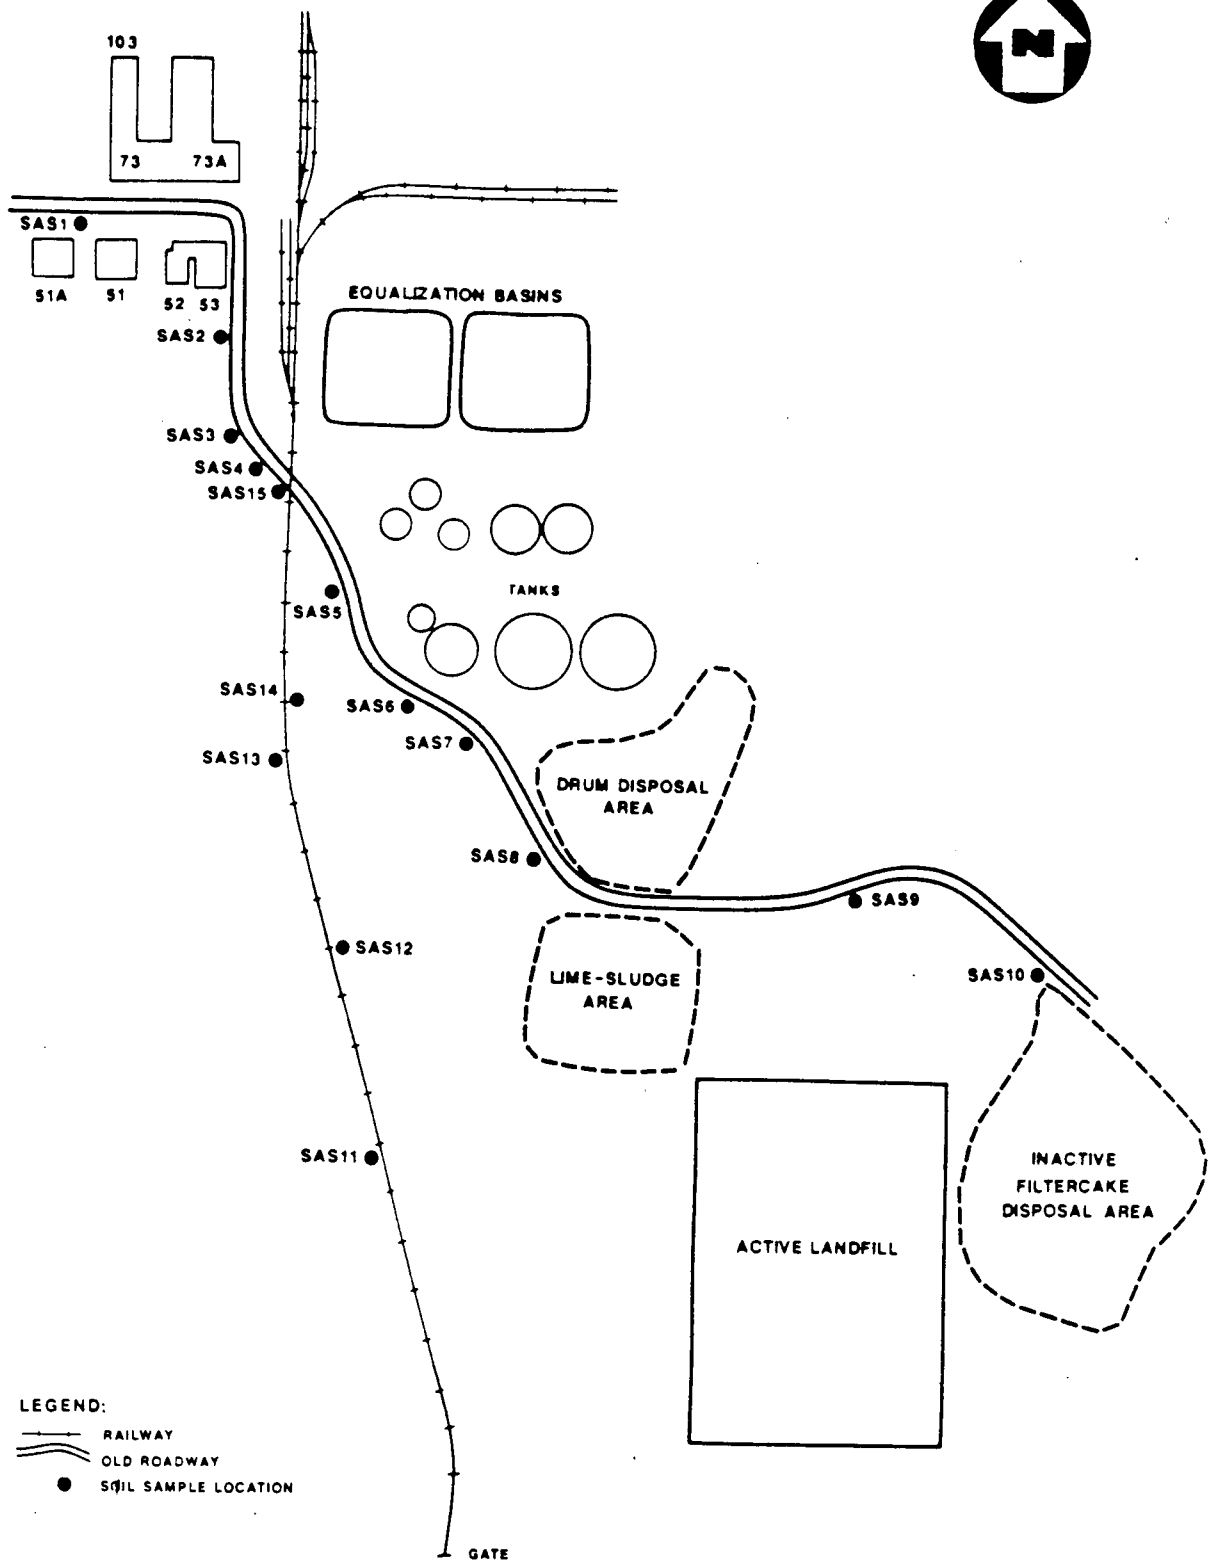 N
103
73 73A
SAS1
51A 51 52 53
EQUALIZATION BASINS
SAS2
SAS3
SAS4
SAS15
TANKS
SAS5
SAS14
SAS6
SAS7
SAS13
DRUM DISPOSAL
AREA
SAS8
SAS9
SAS12
SAS10
LIME-SLUDGE
AREA
SAS11
INACTIVE
FILTERCAKE
DISPOSAL AREA
ACTIVE LANDFILL
LEGEND:
RAILWAY
OLD ROADWAY
SOIL SAMPLE LOCATION
GATE